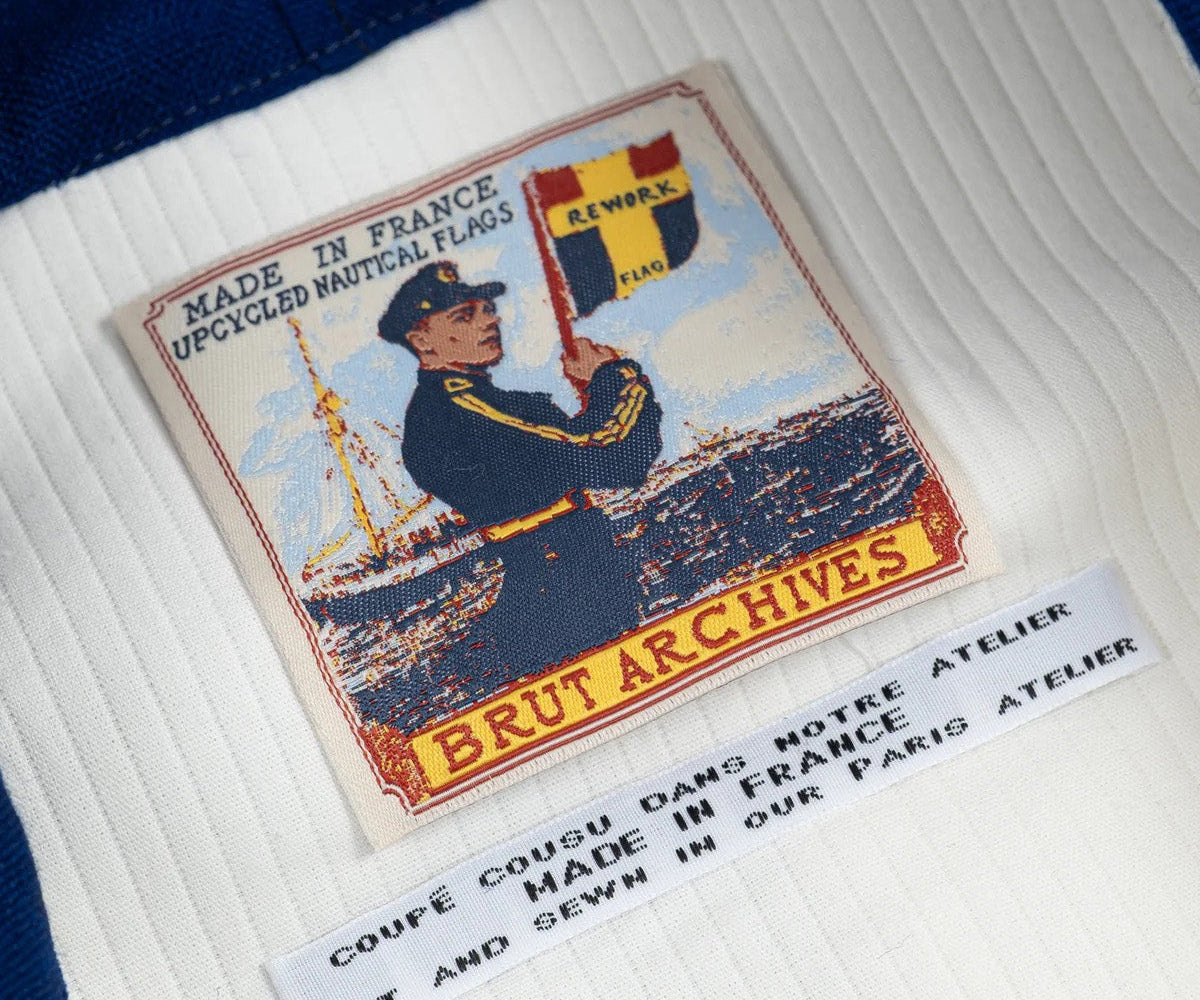 MADE IN FRANCE
UPCYCLED NAUTICAL FLAGS
REWORK
FLAG
BRUT ARCHIVES
COUPÉ COUSU DANS NOTRE ATELIER
MADE IN FRANCE
T AND SEWN IN OUR PARIS ATELIER